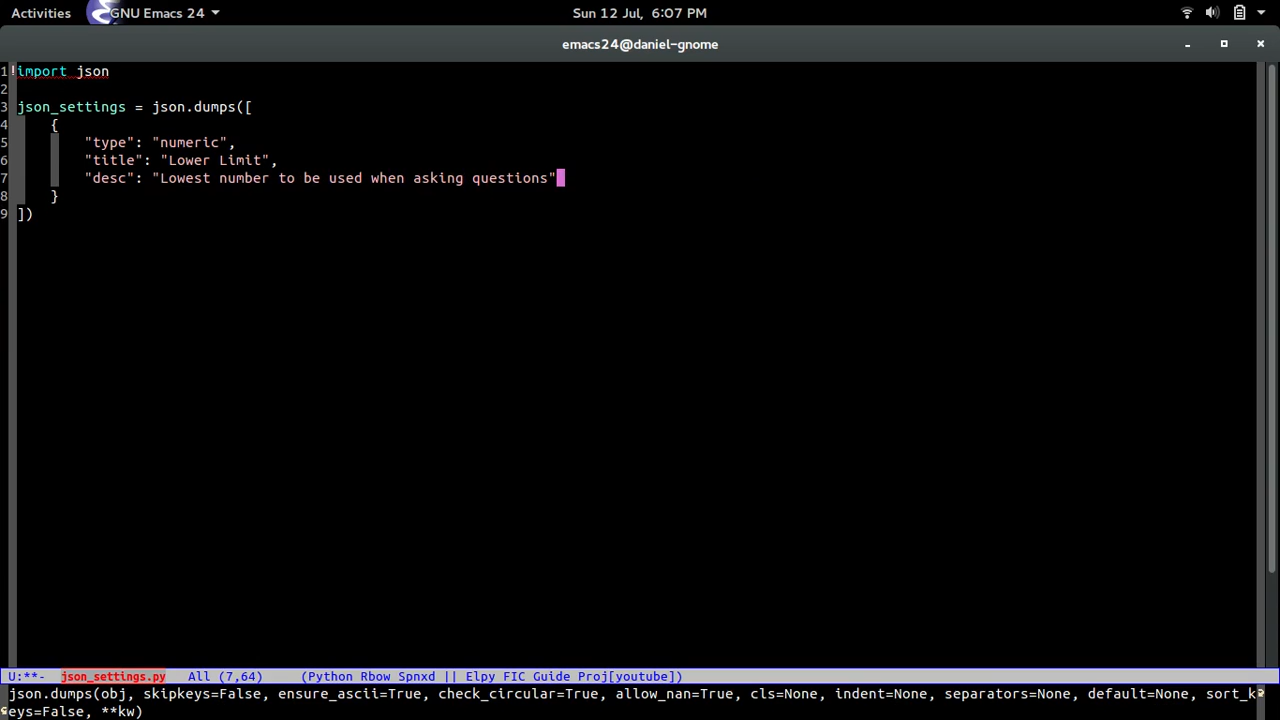 Activities GNU Emacs 24 Sun 12 Jul, 6:07 PM
emacs24@daniel-gnome
1 !import json
2
3 json_settings = json.dumps([
4     {
5         "type": "numeric",
6         "title": "Lower Limit",
7         "desc": "Lowest number to be used when asking questions"
8     }
9 ])
U:**-  json_settings.py   All (7,64)     (Python Rbow Spnxd || Elpy FIC Guide Proj[youtube])
json.dumps(obj, skipkeys=False, ensure_ascii=True, check_circular=True, allow_nan=True, cls=None, indent=None, separators=None, default=None, sort_k
eys=False, **kw)